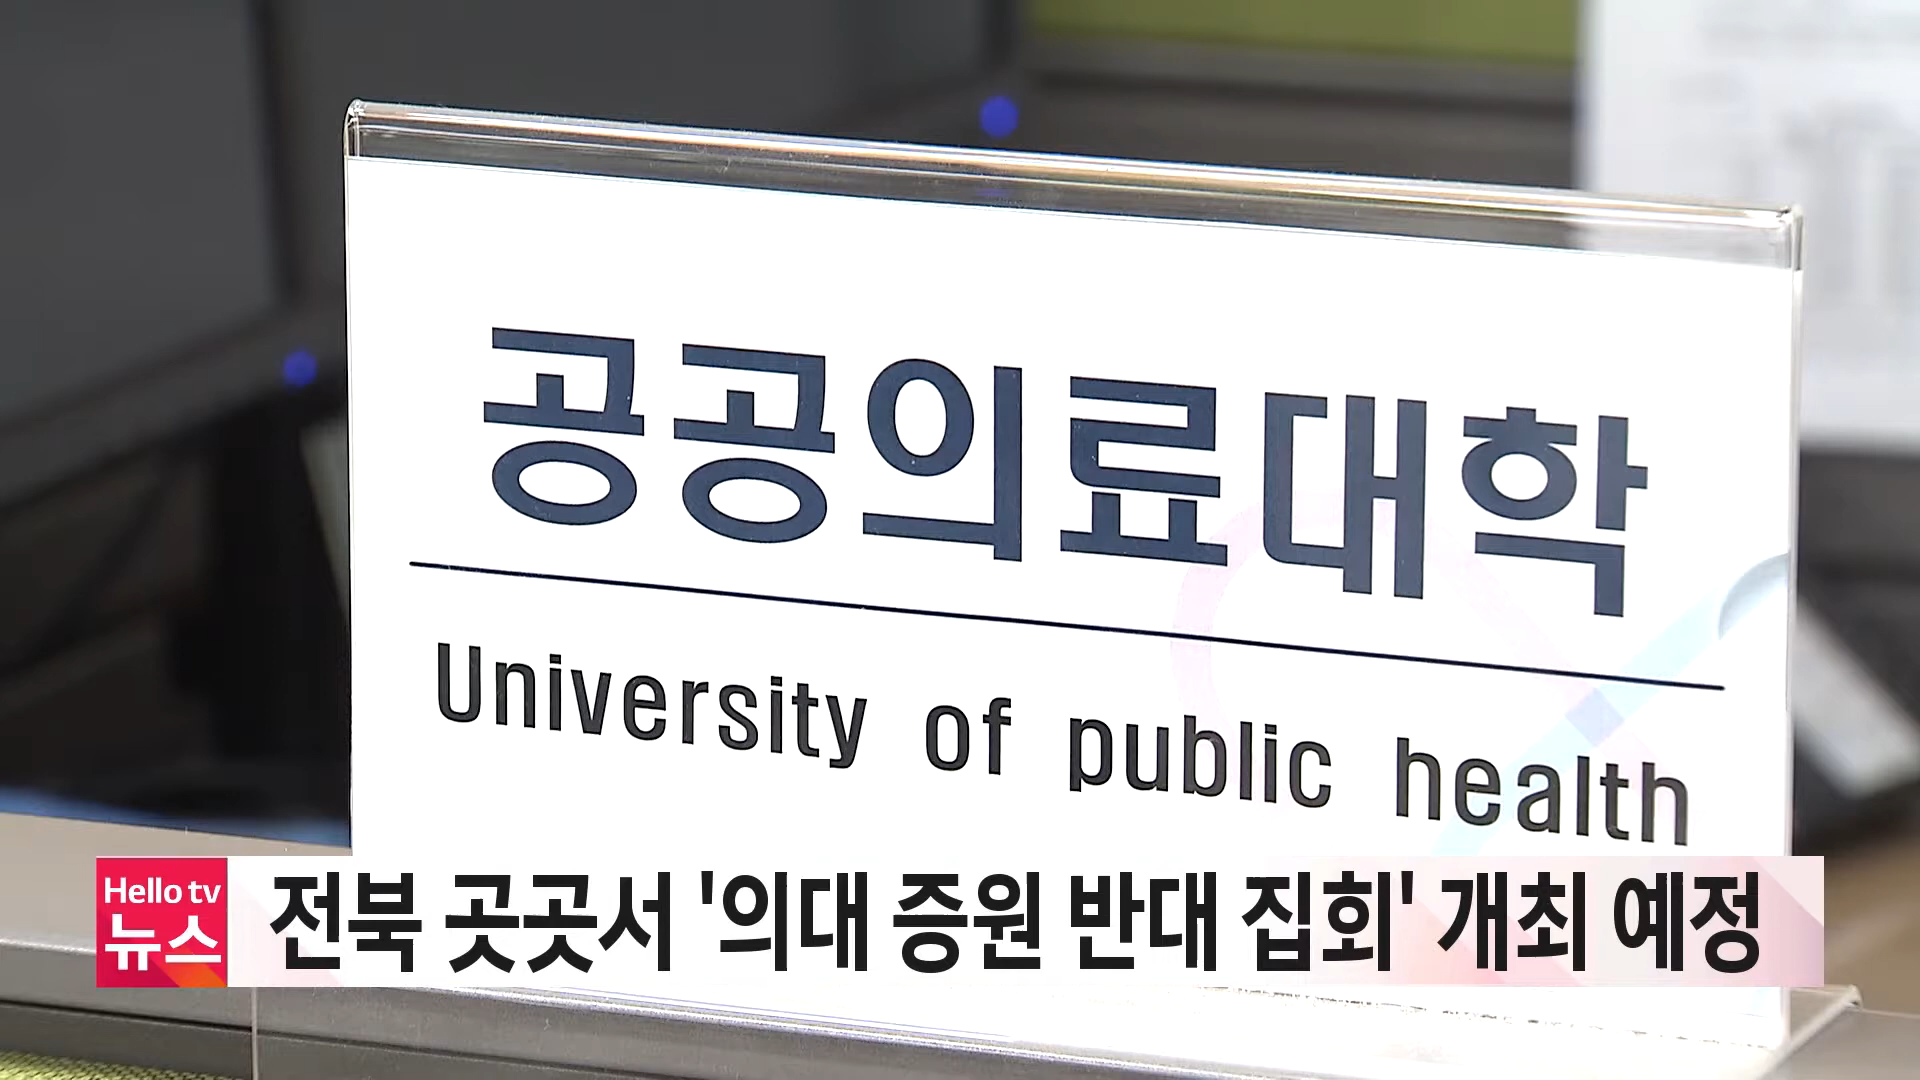 공공의료대학
University of public health
Hello tv
뉴스
전북 곳곳서 '의대 증원 반대 집회' 개최 예정